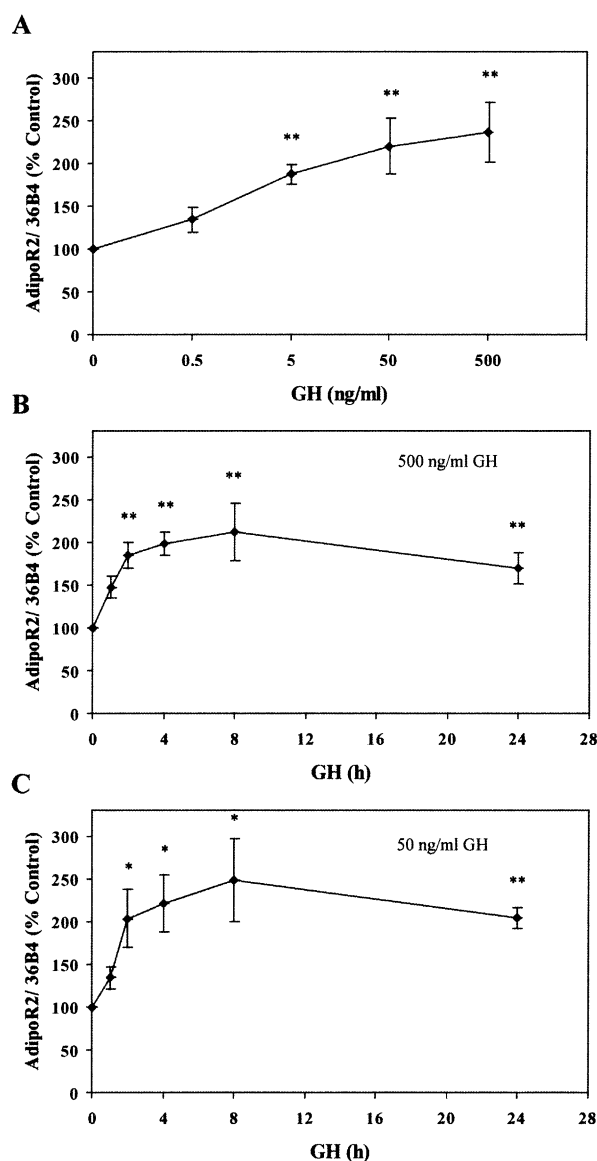 A
AdipoR2/ 36B4 (% Control)
300
250
200
150
100
50
0
** ** **
0 0.5 5 50 500
GH (ng/ml)
B
AdipoR2/ 36B4 (% Control)
300
250
200
150
100
50
0
500 ng/ml GH
** ** ** **
0 4 8 12 16 20 24 28
GH (h)
C
AdipoR2/ 36B4 (% Control)
300
250
200
150
100
50
0
50 ng/ml GH
* * * **
0 4 8 12 16 20 24 28
GH (h)